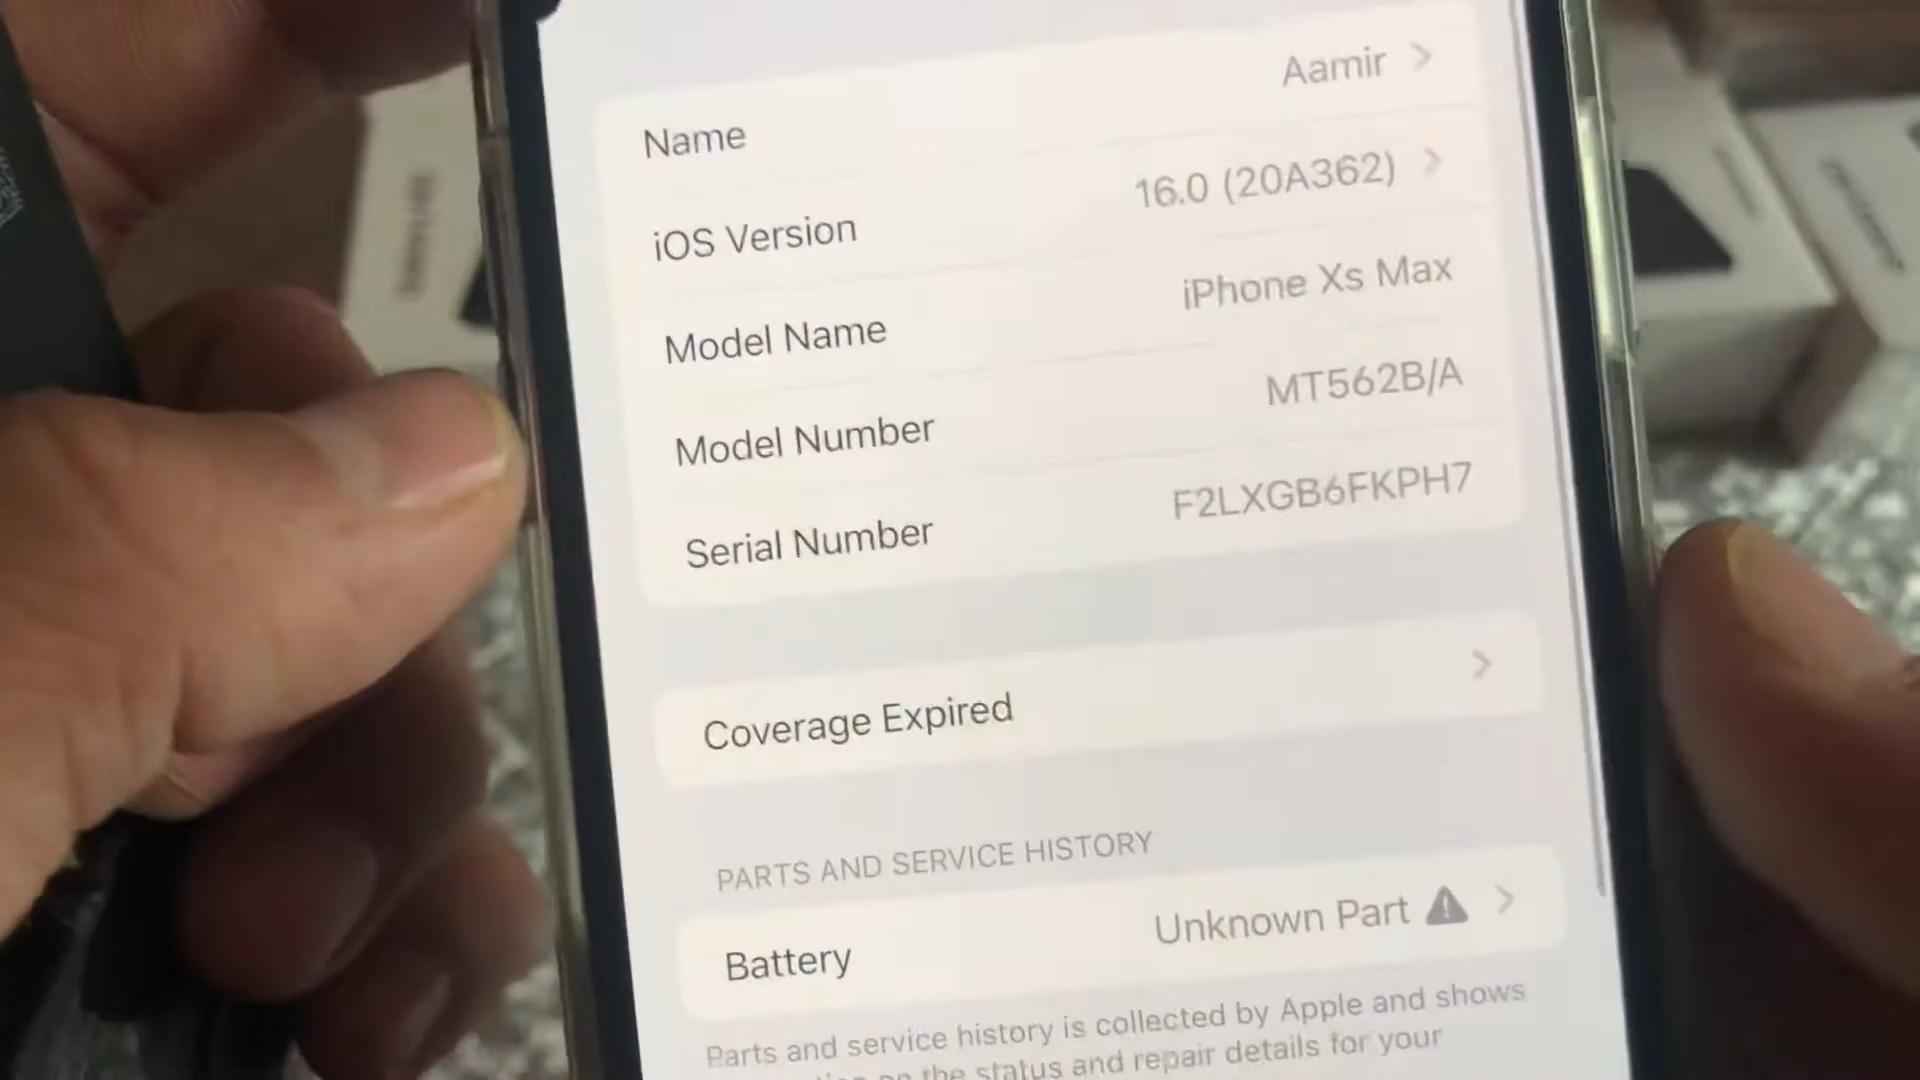 Name Aamir
iOS Version 16.0 (20A362)
Model Name iPhone Xs Max
Model Number MT562B/A
Serial Number F2LXGB6FKPH7
Coverage Expired
PARTS AND SERVICE HISTORY
Battery Unknown Part
Parts and service history is collected by Apple and shows
on the status and repair details for your